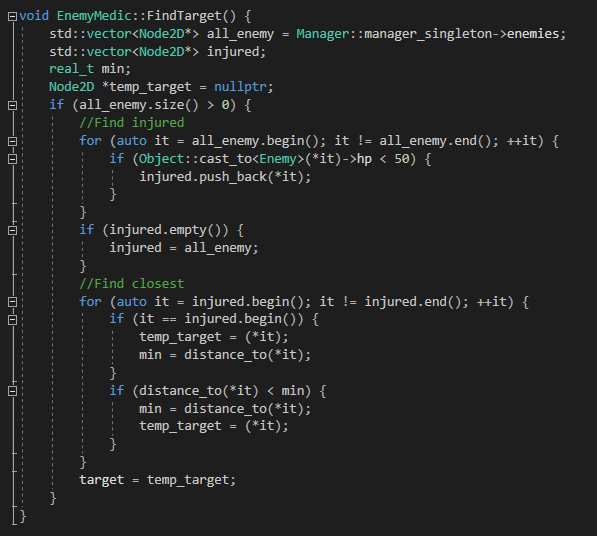 void EnemyMedic::FindTarget() {
    std::vector<Node2D*> all_enemy = Manager::manager_singleton->enemies;
    std::vector<Node2D*> injured;
    real_t min;
    Node2D *temp_target = nullptr;
    if (all_enemy.size() > 0) {
        //Find injured
        for (auto it = all_enemy.begin(); it != all_enemy.end(); ++it) {
            if (Object::cast_to<Enemy>(*it)->hp < 50) {
                injured.push_back(*it);
            }
        }
        if (injured.empty()) {
            injured = all_enemy;
        }
        //Find closest
        for (auto it = injured.begin(); it != injured.end(); ++it) {
            if (it == injured.begin()) {
                temp_target = (*it);
                min = distance_to(*it);
            }
            if (distance_to(*it) < min) {
                min = distance_to(*it);
                temp_target = (*it);
            }
        }
        target = temp_target;
    }
}